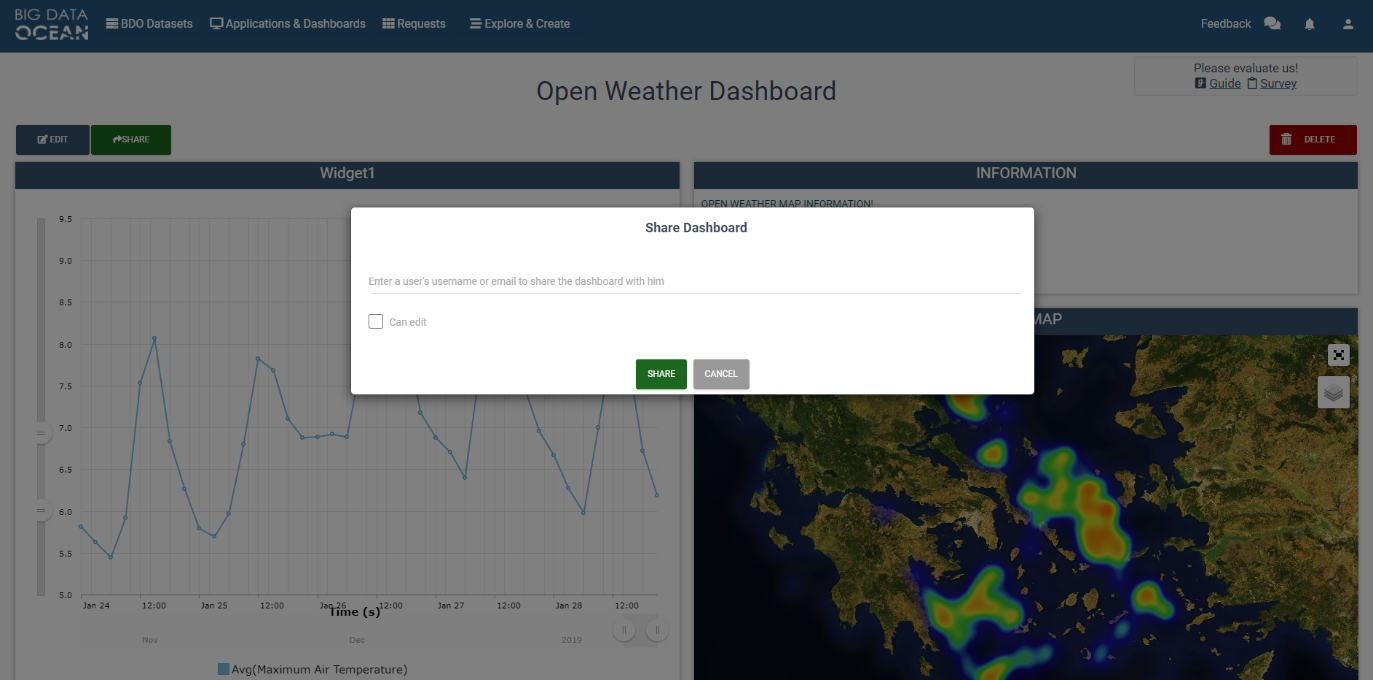 BIG DATA
OCEAN
BDO Datasets
Applications & Dashboards
Requests
Explore & Create
Feedback
Please evaluate us!
Guide Survey
Open Weather Dashboard
EDIT
SHARE
DELETE
Widget1
INFORMATION
OPEN WEATHER MAP INFORMATION!
Share Dashboard
Enter a user's username or email to share the dashboard with him
Can edit
SHARE
CANCEL
MAP
9.5
9.0
8.5
8.0
7.5
7.0
6.5
6.0
5.5
5.0
Jan 24 12:00 Jan 25 12:00 Jan 26 12:00 Jan 27 12:00 Jan 28 12:00
Time (s)
Nov Dec 2019
Avg(Maximum Air Temperature)